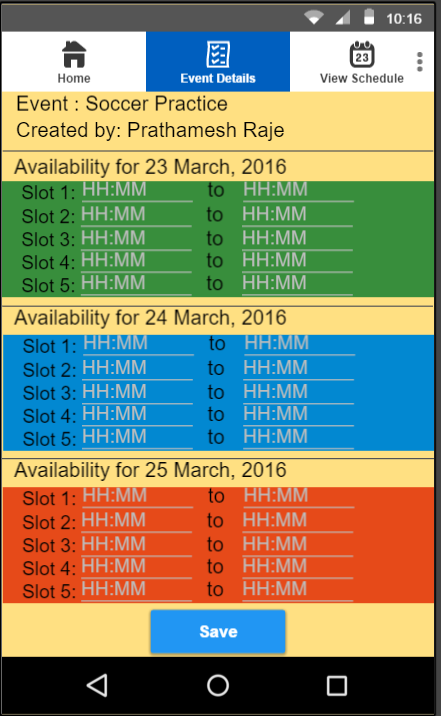 10:16
Home Event Details 23 View Schedule
Event : Soccer Practice
Created by: Prathamesh Raje
Availability for 23 March, 2016
Slot 1: HH:MM to HH:MM
Slot 2: HH:MM to HH:MM
Slot 3: HH:MM to HH:MM
Slot 4: HH:MM to HH:MM
Slot 5: HH:MM to HH:MM
Availability for 24 March, 2016
Slot 1: HH:MM to HH:MM
Slot 2: HH:MM to HH:MM
Slot 3: HH:MM to HH:MM
Slot 4: HH:MM to HH:MM
Slot 5: HH:MM to HH:MM
Availability for 25 March, 2016
Slot 1: HH:MM to HH:MM
Slot 2: HH:MM to HH:MM
Slot 3: HH:MM to HH:MM
Slot 4: HH:MM to HH:MM
Slot 5: HH:MM to HH:MM
Save